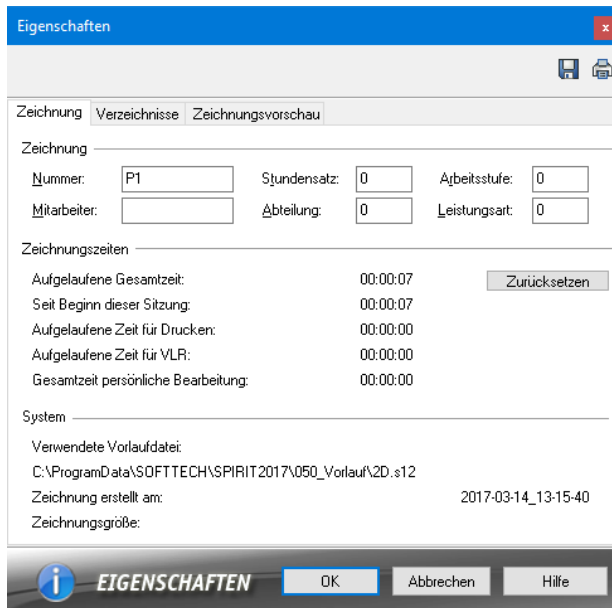 Eigenschaften x
Zeichnung Verzeichnisse Zeichnungsvorschau
Zeichnung
Nummer: P1 Stundensatz: 0 Arbeitsstufe: 0
Mitarbeiter: Abteilung: 0 Leistungsart: 0
Zeichnungszeiten
Aufgelaufene Gesamtzeit: 00:00:07 Zurücksetzen
Seit Beginn dieser Sitzung: 00:00:07
Aufgelaufene Zeit für Drucken: 00:00:00
Aufgelaufene Zeit für VLR: 00:00:00
Gesamtzeit persönliche Bearbeitung: 00:00:00
System
Verwendete Vorlaufdatei:
C:\ProgramData\SOFTTECH\SPIRIT2017\050_Vorlauf\2D.s12
Zeichnung erstellt am: 2017-03-14_13-15-40
Zeichnungsgröße:
i EIGENSCHAFTEN OK Abbrechen Hilfe